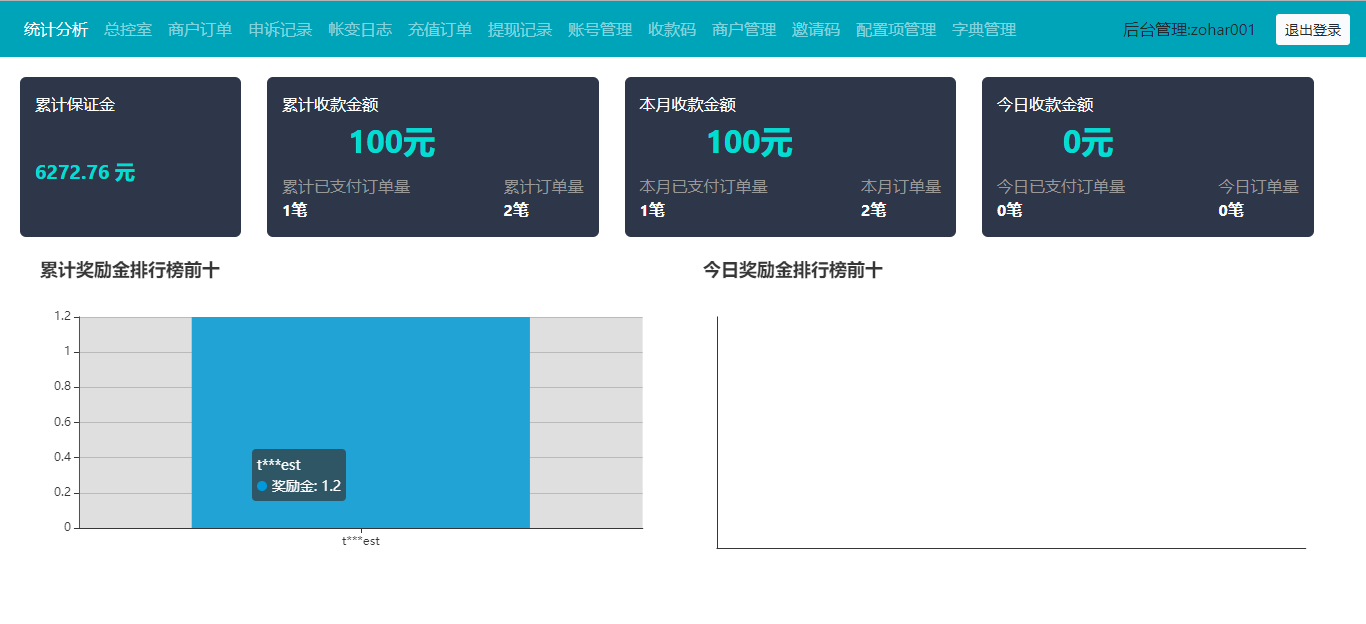 统计分析 总控室 商户订单 申诉记录 帐变日志 充值订单 提现记录 账号管理 收款码 商户管理 邀请码 配置项管理 字典管理 后台管理:zohar001 退出登录
累计保证金
6272.76 元
累计收款金额
100元
累计已支付订单量 累计订单量
1笔 2笔
本月收款金额
100元
本月已支付订单量 本月订单量
1笔 2笔
今日收款金额
0元
今日已支付订单量 今日订单量
0笔 0笔
累计奖励金排行榜前十
1.2
1
0.8
0.6
0.4
0.2
0
t***est
奖励金: 1.2
t***est
今日奖励金排行榜前十